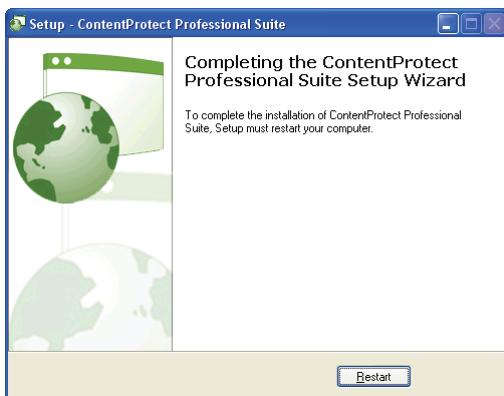 Setup - ContentProtect Professional Suite
Completing the ContentProtect
Professional Suite Setup Wizard
To complete the installation of ContentProtect Professional
Suite, Setup must restart your computer.
Restart